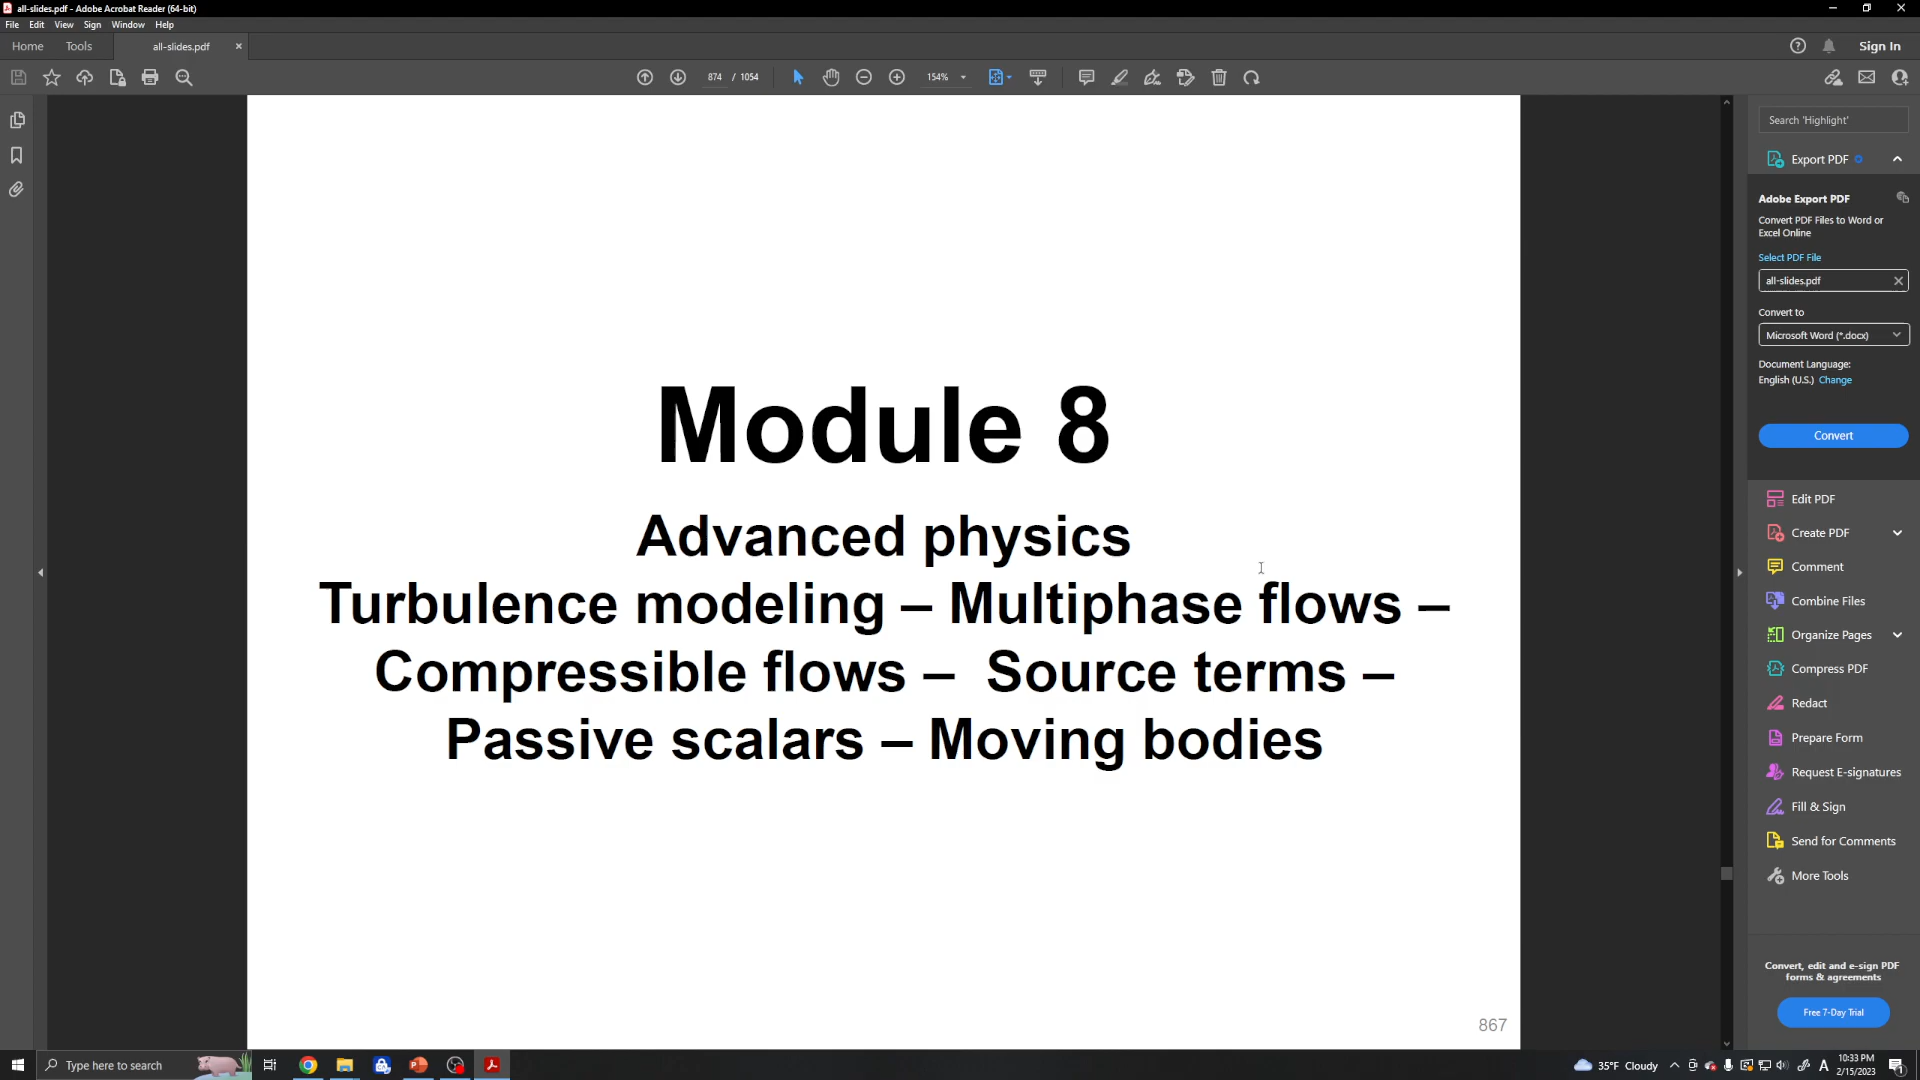 all-slides.pdf - Adobe Acrobat Reader (64-bit)
File Edit View Sign Window Help
Home Tools all-slides.pdf × Sign In
874 / 1054 154%
Module 8
Advanced physics
Turbulence modeling – Multiphase flows –
Compressible flows – Source terms –
Passive scalars – Moving bodies
867
Search 'Highlight'
Export PDF
Adobe Export PDF
Convert PDF Files to Word or
Excel Online
Select PDF File
all-slides.pdf
Convert to
Microsoft Word (*.docx)
Document Language:
English (U.S.) Change
Convert
Edit PDF
Create PDF
Comment
Combine Files
Organize Pages
Compress PDF
Redact
Prepare Form
Request E-signatures
Fill & Sign
Send for Comments
More Tools
Convert, edit and e-sign PDF
forms & agreements
Free 7-Day Trial
Type here to search
35°F Cloudy
A
10:33 PM
2/15/2023
1